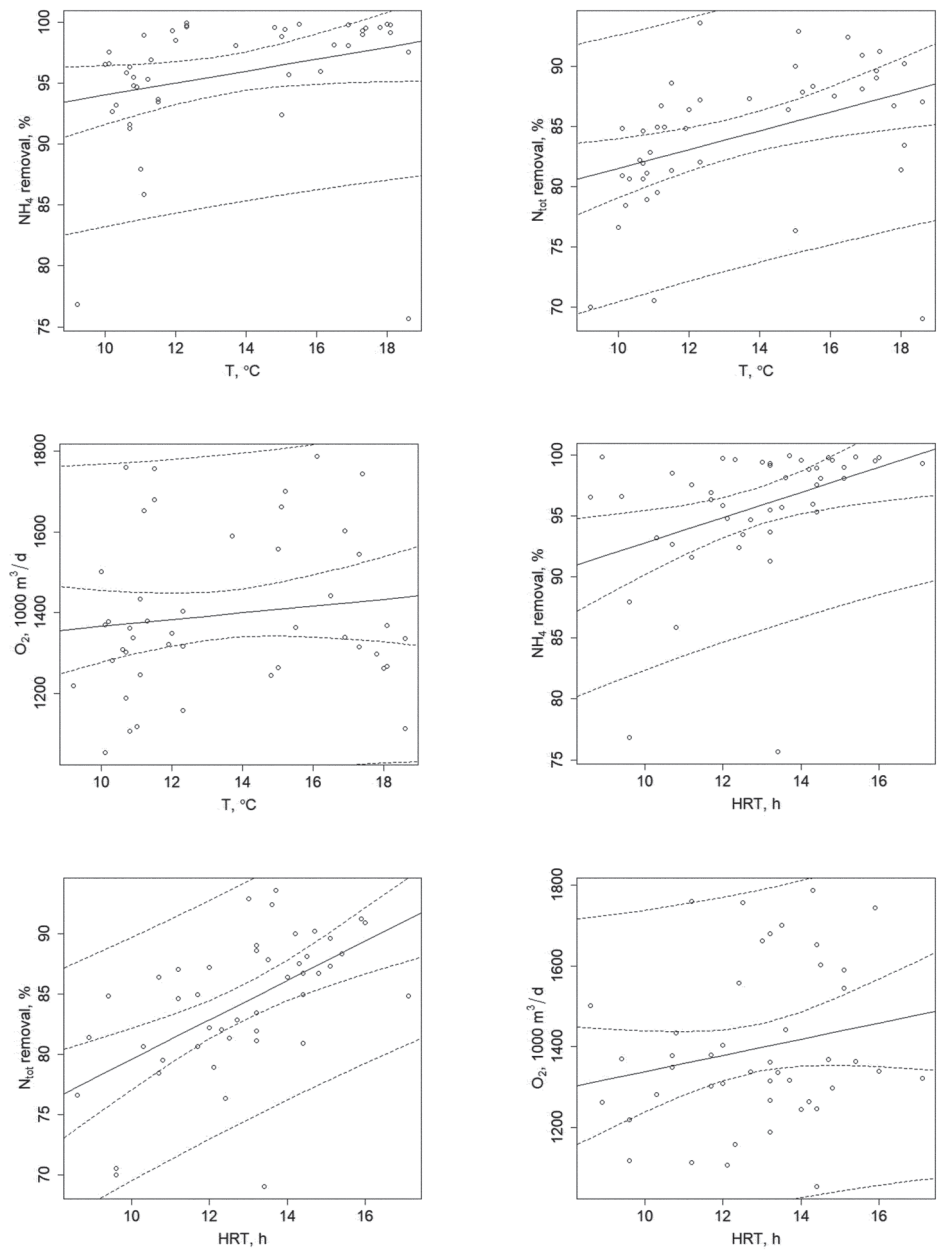 NH4 removal, %
100
95
90
85
80
75
10 12 14 16 18
T, °C
Ntot removal, %
90
85
80
75
70
10 12 14 16 18
T, °C
O2, 1000 m3/d
1800
1600
1400
1200
10 12 14 16 18
T, °C
NH4 removal, %
100
95
90
85
80
75
10 12 14 16
HRT, h
Ntot removal, %
90
85
80
75
70
10 12 14 16
HRT, h
O2, 1000 m3/d
1800
1600
1400
1200
10 12 14 16
HRT, h